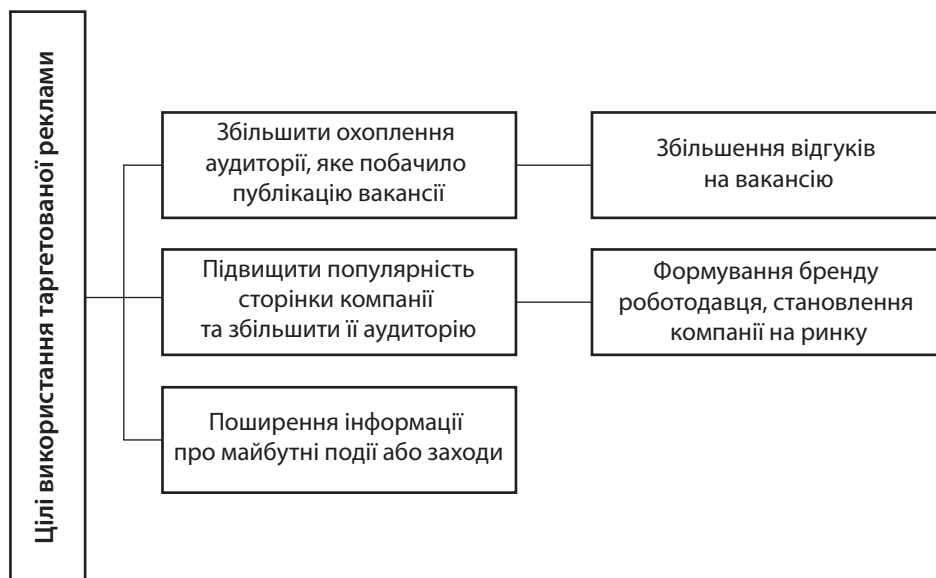 Цілі використання таргетованої реклами
Збільшити охоплення
аудиторії, яке побачило
публікацію вакансії
Збільшення відгуків
на вакансію
Підвищити популярність
сторінки компанії
та збільшити її аудиторію
Формування бренду
роботодавця, становлення
компанії на ринку
Поширення інформації
про майбутні події або заходи